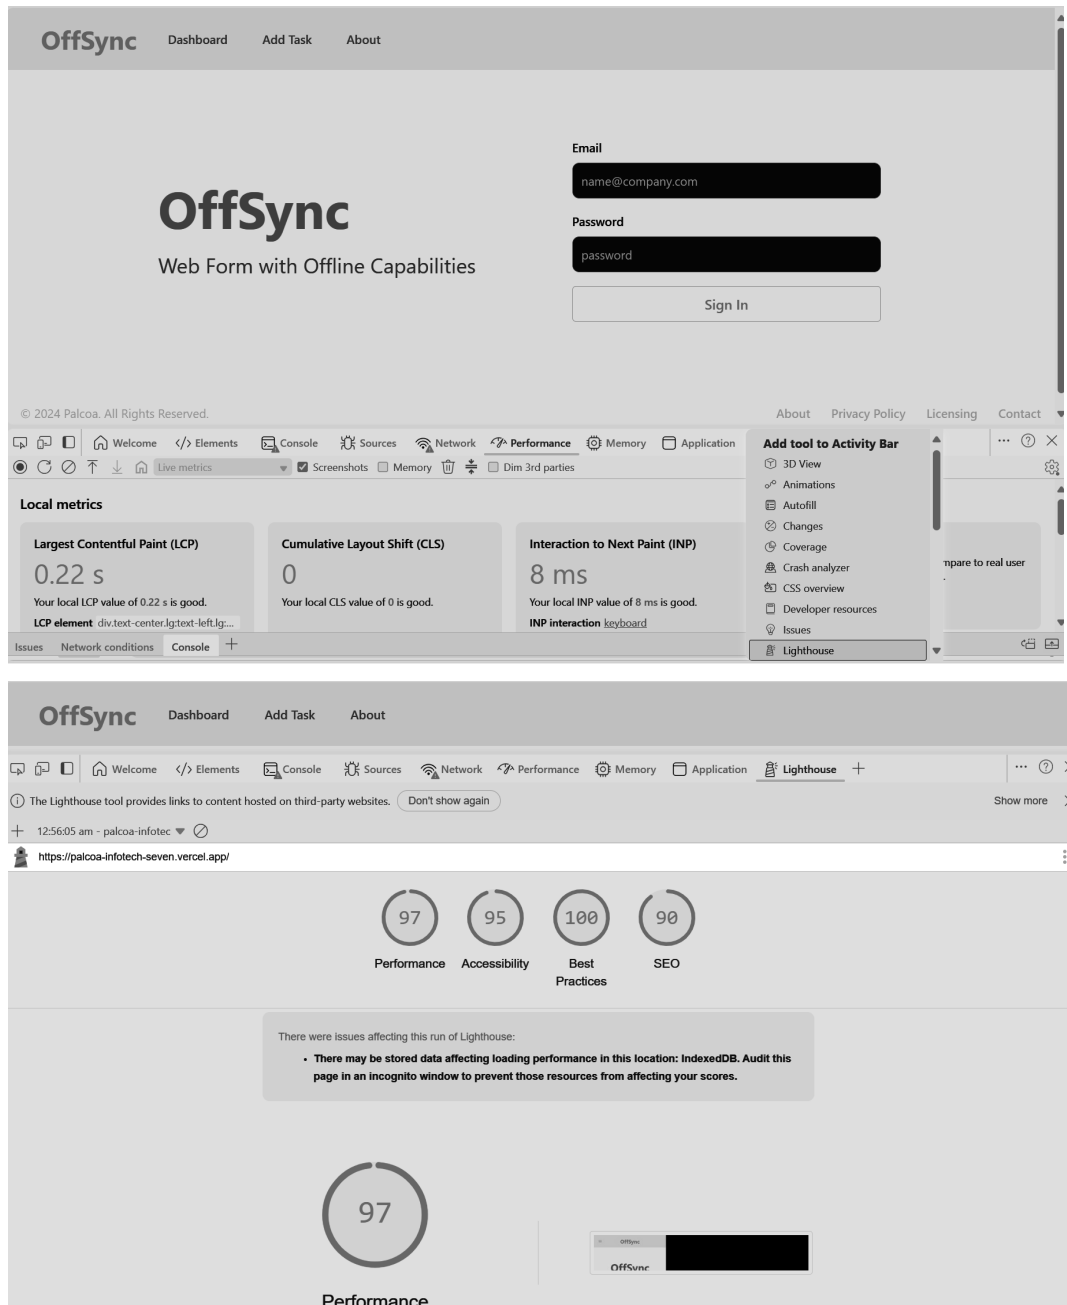 OffSync Dashboard Add Task About
Email
name@company.com
Password
password
Sign In
OffSync
Web Form with Offline Capabilities
© 2024 Palcoa. All Rights Reserved. About Privacy Policy Licensing Contact
Welcome </> Elements Console Sources Network Performance Memory Application
Live metrics Screenshots Memory Dim 3rd parties
Add tool to Activity Bar
3D View
Animations
Autofill
Changes
Coverage
Crash analyzer
CSS overview
Developer resources
Issues
Lighthouse
Local metrics
Largest Contentful Paint (LCP)
0.22 s
Your local LCP value of 0.22 s is good.
LCP element div.text-center.lg:text-left.lg:...
Cumulative Layout Shift (CLS)
0
Your local CLS value of 0 is good.
Interaction to Next Paint (INP)
8 ms
Your local INP value of 8 ms is good.
INP interaction keyboard
mpare to real user
Issues Network conditions Console
OffSync Dashboard Add Task About
Welcome </> Elements Console Sources Network Performance Memory Application Lighthouse
The Lighthouse tool provides links to content hosted on third-party websites. Don't show again Show more
12:56:05 am - palcoa-infotec
https://palcoa-infotech-seven.vercel.app/
97 95 100 90
Performance Accessibility Best Practices SEO
There were issues affecting this run of Lighthouse:
• There may be stored data affecting loading performance in this location: IndexedDB. Audit this
page in an incognito window to prevent those resources from affecting your scores.
97
Performance
OffSync
OffSync